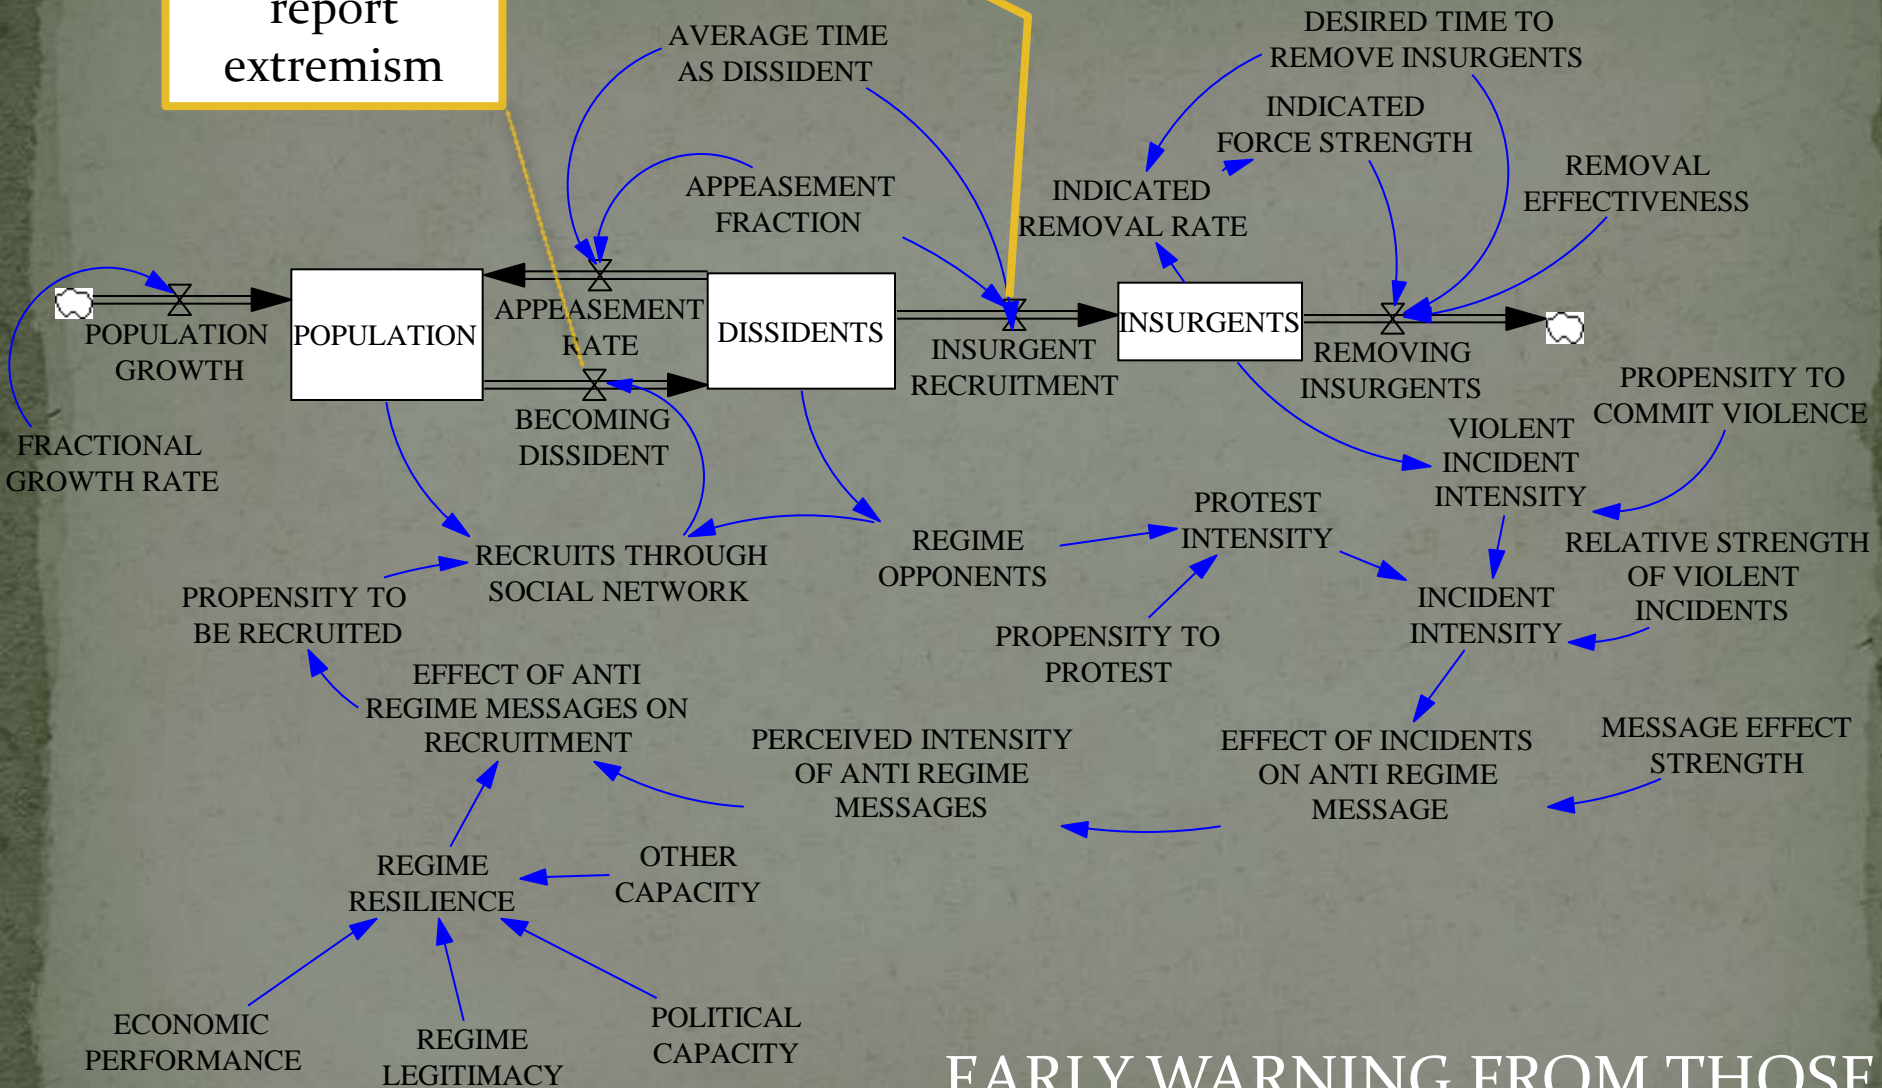 report
extremism
AVERAGE TIME
AS DISSIDENT
DESIRED TIME TO
REMOVE INSURGENTS
INDICATED
FORCE STRENGTH
REMOVAL
EFFECTIVENESS
APPEASEMENT
FRACTION
INDICATED
REMOVAL RATE
POPULATION
GROWTH
POPULATION
APPEASEMENT
RATE
DISSIDENTS
INSURGENT
RECRUITMENT
INSURGENTS
REMOVING
INSURGENTS
BECOMING
DISSIDENT
FRACTIONAL
GROWTH RATE
PROPENSITY TO
COMMIT VIOLENCE
VIOLENT
INCIDENT
INTENSITY
PROTEST
INTENSITY
REGIME
OPPONENTS
RECRUITS THROUGH
SOCIAL NETWORK
RELATIVE STRENGTH
OF VIOLENT
INCIDENTS
PROPENSITY TO
BE RECRUITED
INCIDENT
INTENSITY
PROPENSITY TO
PROTEST
EFFECT OF ANTI
REGIME MESSAGES ON
RECRUITMENT
PERCEIVED INTENSITY
OF ANTI REGIME
MESSAGES
EFFECT OF INCIDENTS
ON ANTI REGIME
MESSAGE
MESSAGE EFFECT
STRENGTH
REGIME
RESILIENCE
OTHER
CAPACITY
ECONOMIC
PERFORMANCE
REGIME
LEGITIMACY
POLITICAL
CAPACITY
EARLY WARNING FROM THOSE